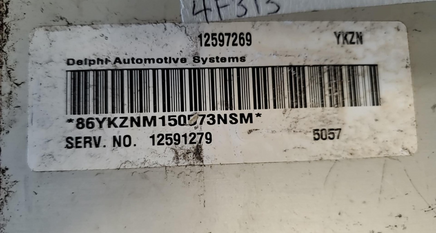 4F313
12597269 YKZN
Delphi Automotive Systems
SERV. NO. 12591279 5057